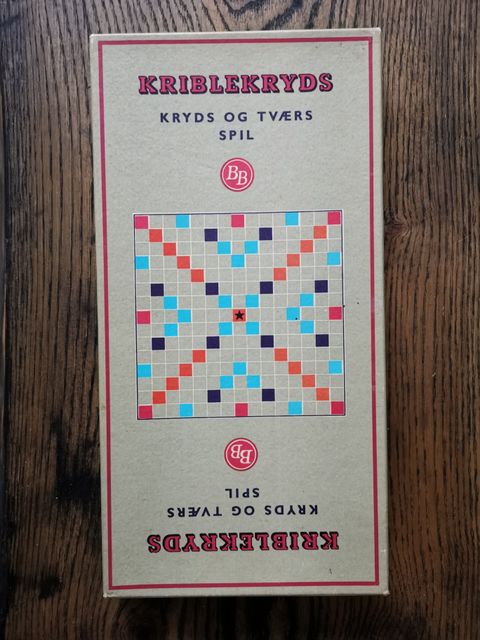 KRIBLEKRYDS
KRYDS OG TVÆRS
SPIL
BB
BB
SPIL
KRYDS OG TVÆRS
KRIBLEKRYDS